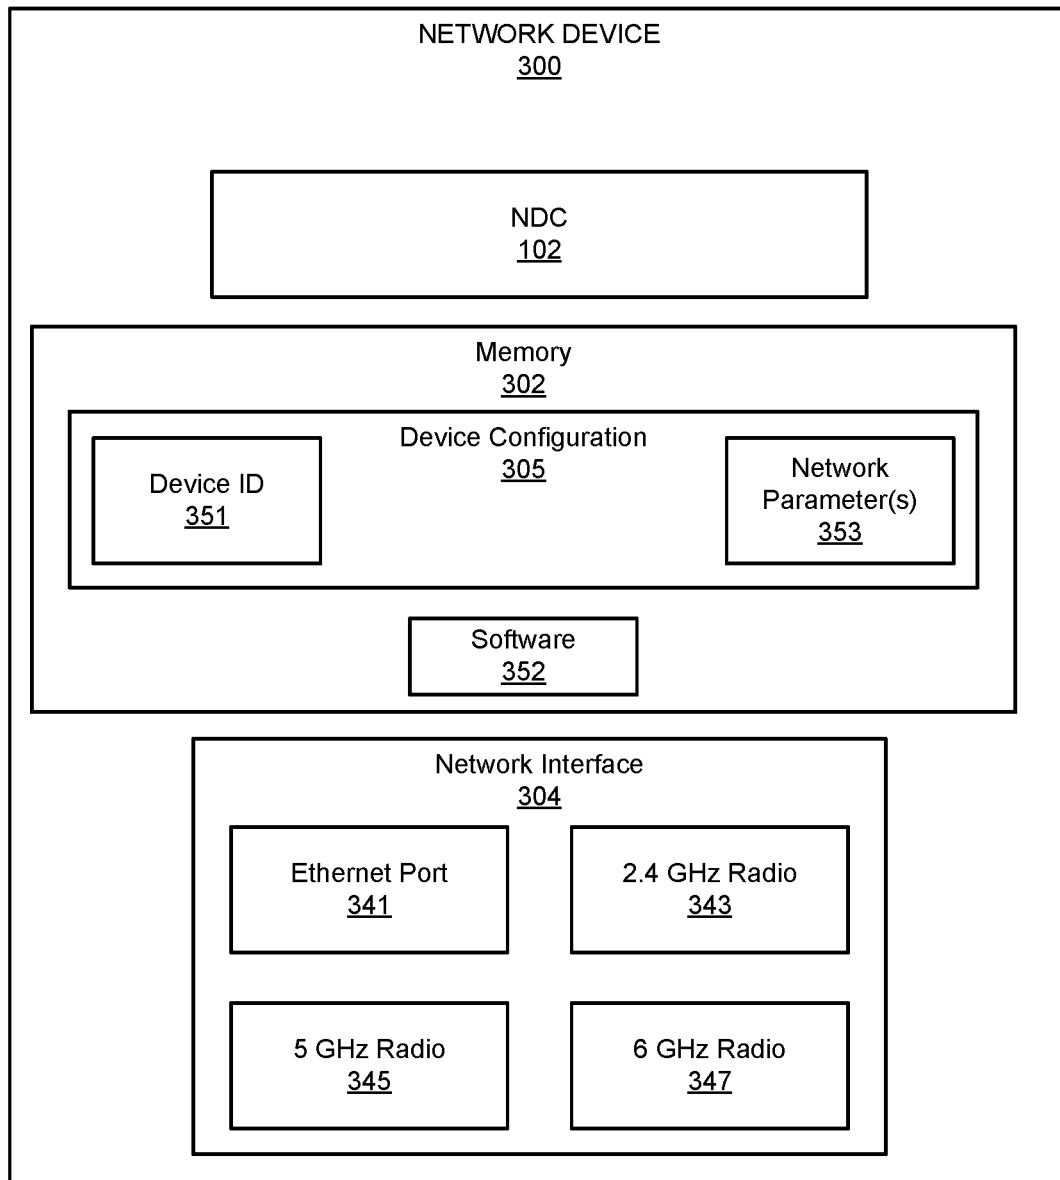 NETWORK DEVICE
300
NDC
102
Memory
302
Device Configuration
305
Device ID
351
Network
Parameter(s)
353
Software
352
Network Interface
304
Ethernet Port
341
2.4 GHz Radio
343
5 GHz Radio
345
6 GHz Radio
347